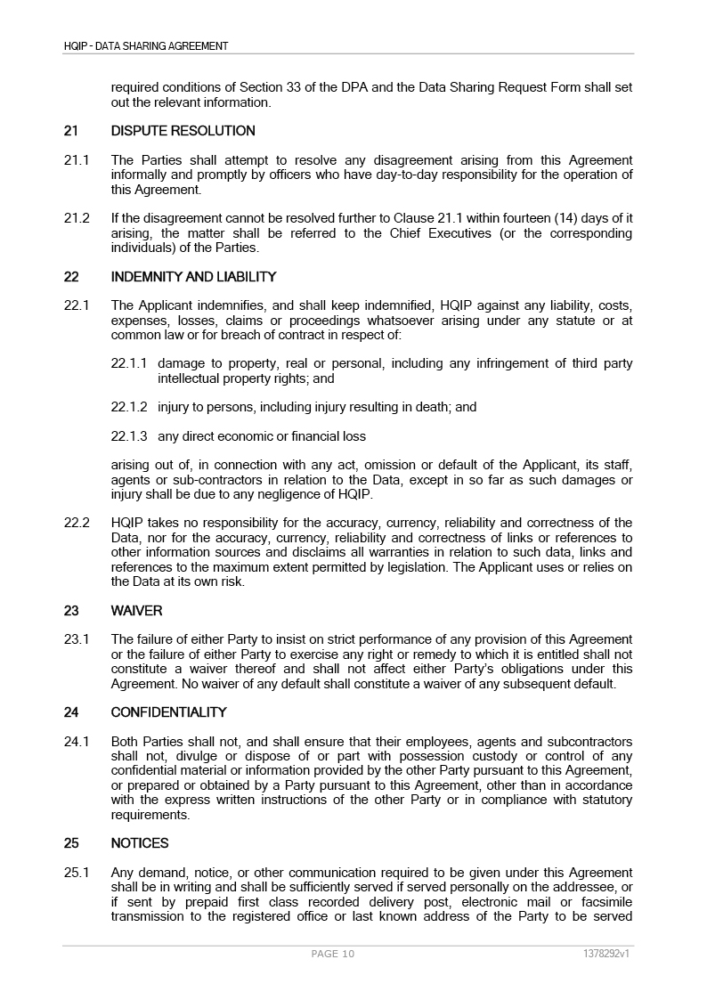 HQIP - DATA SHARING AGREEMENT
required conditions of Section 33 of the DPA and the Data Sharing Request Form shall set
out the relevant information.
21 DISPUTE RESOLUTION
21.1 The Parties shall attempt to resolve any disagreement arising from this Agreement
informally and promptly by officers who have day-to-day responsibility for the operation of
this Agreement.
21.2 If the disagreement cannot be resolved further to Clause 21.1 within fourteen (14) days of it
arising, the matter shall be referred to the Chief Executives (or the corresponding
individuals) of the Parties.
22 INDEMNITY AND LIABILITY
22.1 The Applicant indemnifies, and shall keep indemnified, HQIP against any liability, costs,
expenses, losses, claims or proceedings whatsoever arising under any statute or at
common law or for breach of contract in respect of:
22.1.1 damage to property, real or personal, including any infringement of third party
intellectual property rights; and
22.1.2 injury to persons, including injury resulting in death; and
22.1.3 any direct economic or financial loss
arising out of, in connection with any act, omission or default of the Applicant, its staff,
agents or sub-contractors in relation to the Data, except in so far as such damages or
injury shall be due to any negligence of HQIP.
22.2 HQIP takes no responsibility for the accuracy, currency, reliability and correctness of the
Data, nor for the accuracy, currency, reliability and correctness of links or references to
other information sources and disclaims all warranties in relation to such data, links and
references to the maximum extent permitted by legislation. The Applicant uses or relies on
the Data at its own risk.
23 WAIVER
23.1 The failure of either Party to insist on strict performance of any provision of this Agreement
or the failure of either Party to exercise any right or remedy to which it is entitled shall not
constitute a waiver thereof and shall not affect either Party’s obligations under this
Agreement. No waiver of any default shall constitute a waiver of any subsequent default.
24 CONFIDENTIALITY
24.1 Both Parties shall not, and shall ensure that their employees, agents and subcontractors
shall not, divulge or dispose of or part with possession custody or control of any
confidential material or information provided by the other Party pursuant to this Agreement,
or prepared or obtained by a Party pursuant to this Agreement, other than in accordance
with the express written instructions of the other Party or in compliance with statutory
requirements.
25 NOTICES
25.1 Any demand, notice, or other communication required to be given under this Agreement
shall be in writing and shall be sufficiently served if served personally on the addressee, or
if sent by prepaid first class recorded delivery post, electronic mail or facsimile
transmission to the registered office or last known address of the Party to be served
PAGE 10 1378292v1